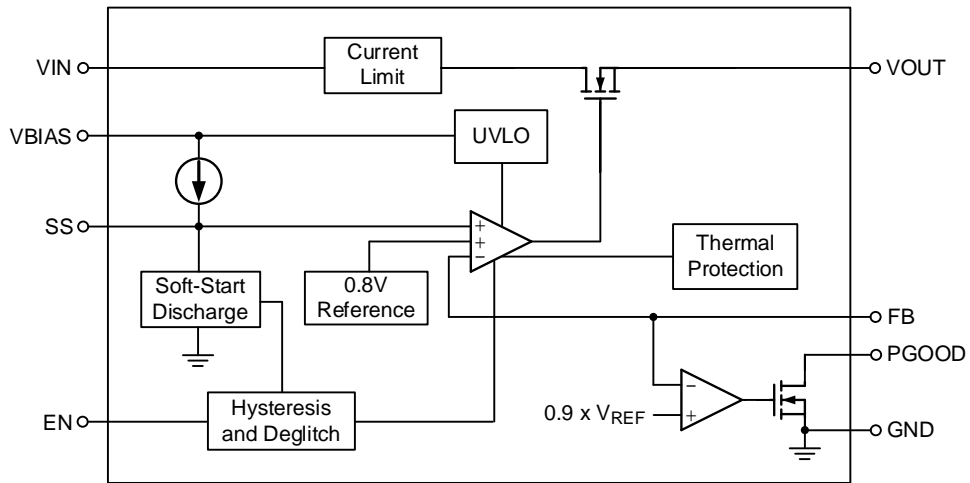 VIN
Current
Limit
VOUT
VBIAS
UVLO
SS
+
+
−
Thermal
Protection
Soft-Start
Discharge
0.8V
Reference
FB
PGOOD
−
0.9 x VREF
+
EN
Hysteresis
and Deglitch
GND